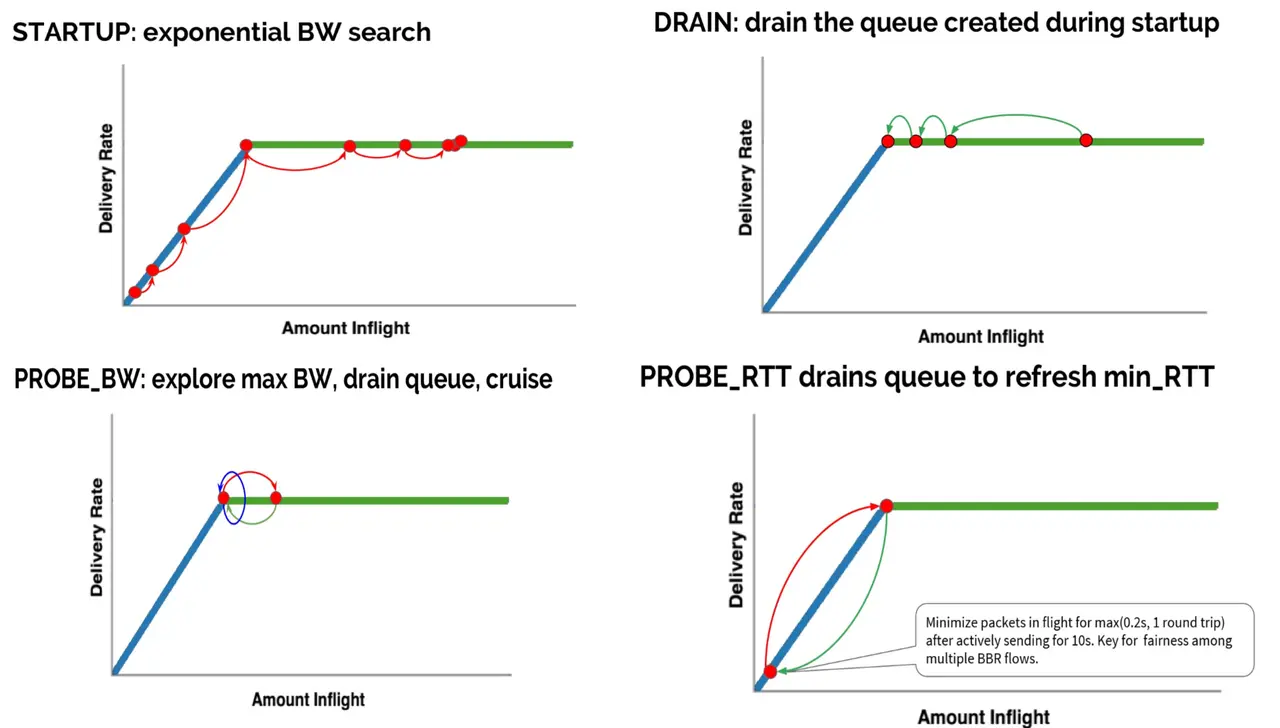 STARTUP: exponential BW search
Delivery Rate
Amount Inflight
DRAIN: drain the queue created during startup
Delivery Rate
Amount Inflight
PROBE_BW: explore max BW, drain queue, cruise
Delivery Rate
Amount Inflight
PROBE_RTT drains queue to refresh min_RTT
Delivery Rate
Minimize packets in flight for max(0.2s, 1 round trip)
after actively sending for 10s. Key for fairness among
multiple BBR flows.
Amount Inflight